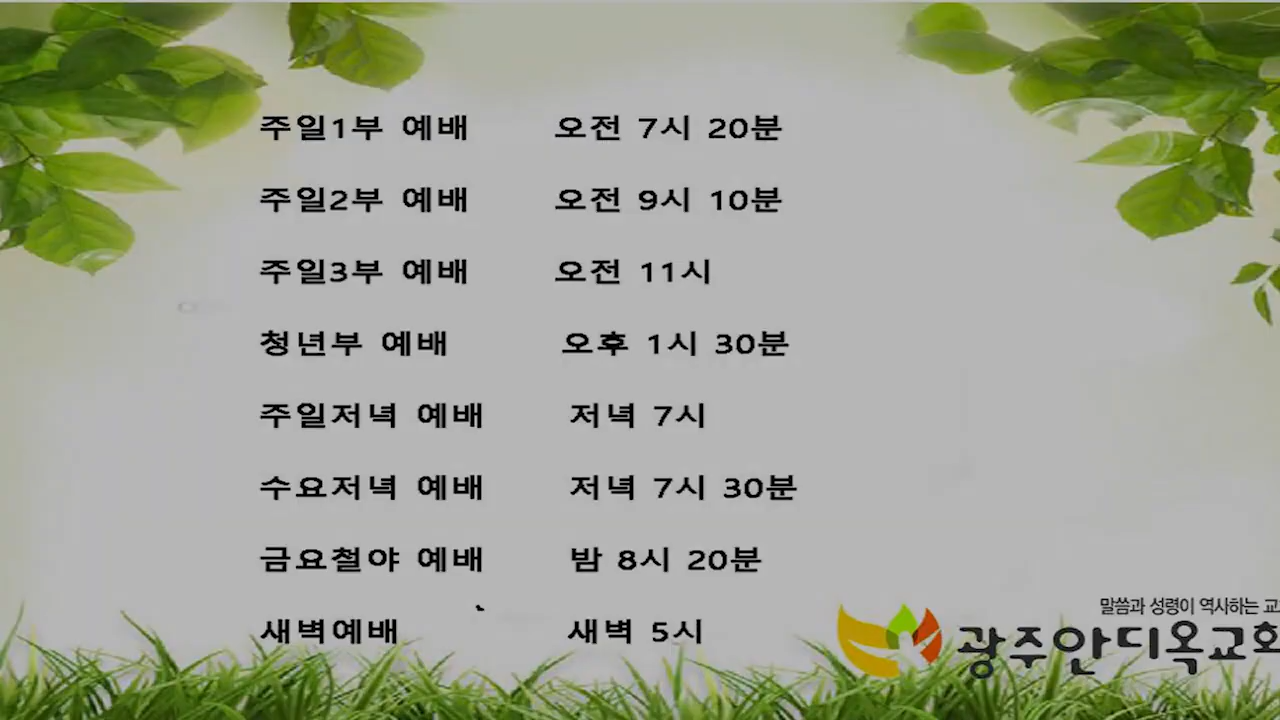 주일1부 예배 오전 7시 20분
주일2부 예배 오전 9시 10분
주일3부 예배 오전 11시
청년부 예배 오후 1시 30분
주일저녁 예배 저녁 7시
수요저녁 예배 저녁 7시 30분
금요철야 예배 밤 8시 20분
새벽예배 새벽 5시
말씀과 성령이 역사하는 교
광주안디옥교회